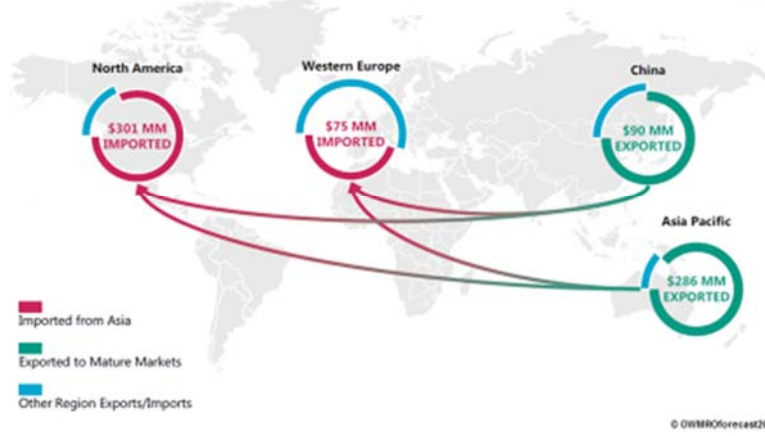 North America
Western Europe
China
$301 MM
IMPORTED
$75 MM
IMPORTED
$90 MM
EXPORTED
Asia Pacific
$286 MM
EXPORTED
Imported from Asia
Exported to Mature Markets
Other Region Exports/Imports
© OWMROforecast20